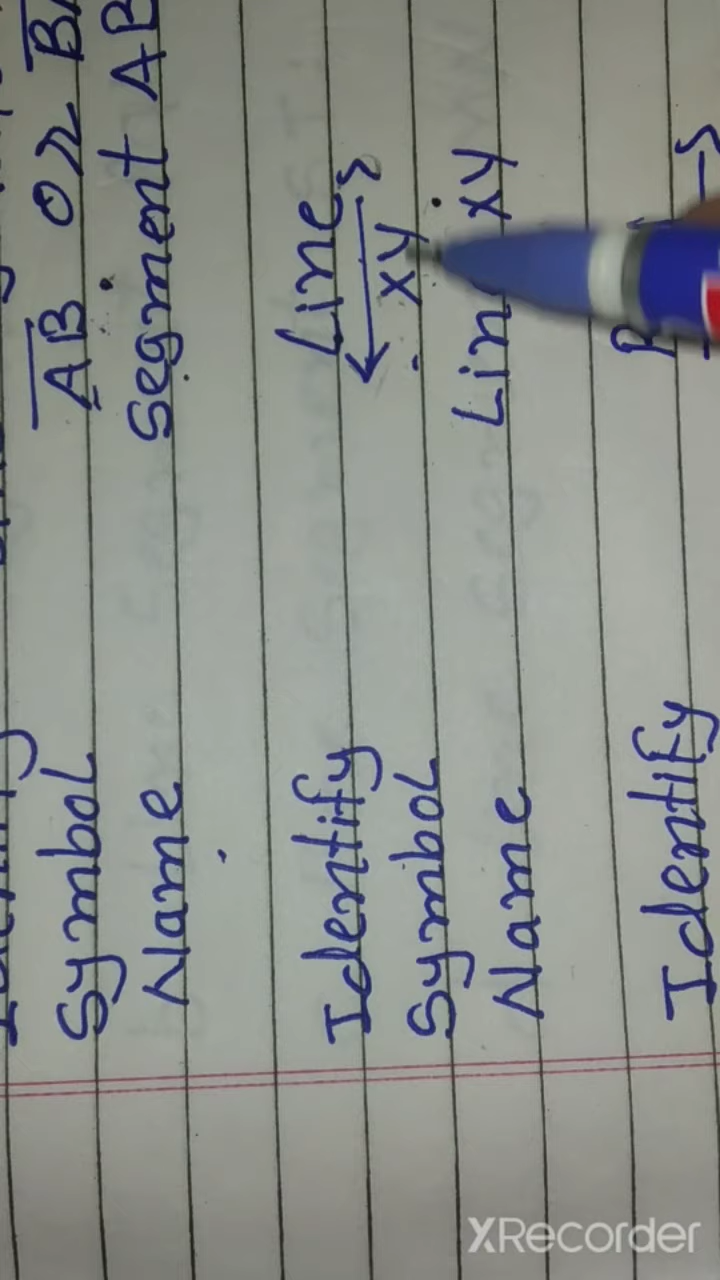 Symbol AB OR BA
Name Segment AB
Identify Line
Symbol XY
Name Line XY
Identify
XRecorder